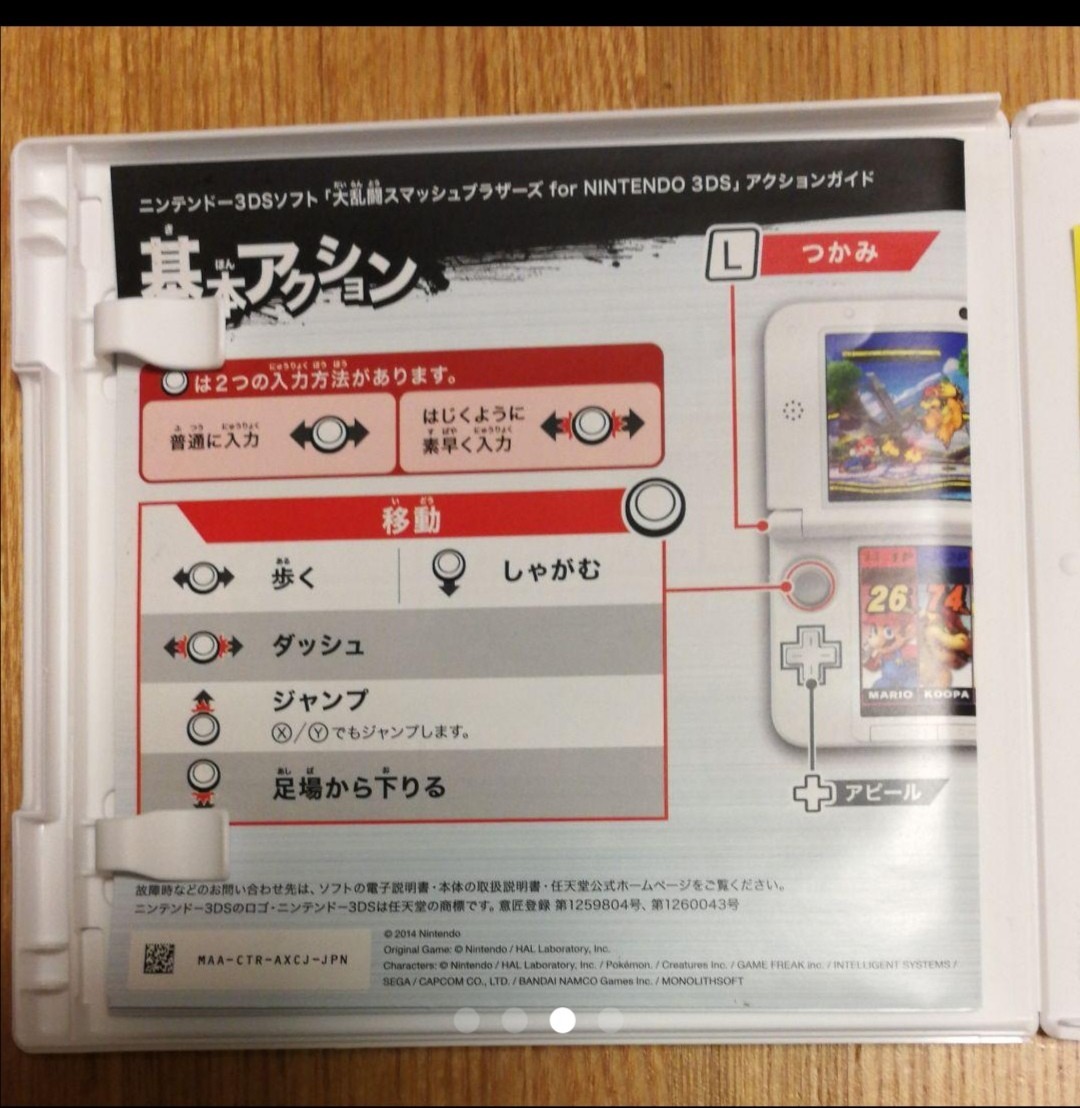 ニンテンドー3DSソフト「大乱闘スマッシュブラザーズ for NINTENDO 3DS」アクションガイド
基本アクション
L つかみ
は2つの入力方法があります。
普通に入力
はじくように
素早く入力
移動
歩く
しゃがむ
ダッシュ
ジャンプ
Ⓧ/Ⓨでもジャンプします。
足場から下りる
26 74
MARIO KOOPA
アピール
故障時などのお問い合わせ先は、ソフトの電子説明書・本体の取扱説明書・任天堂公式ホームページをご覧ください。
ニンテンドー3DSのロゴ・ニンテンドー3DSは任天堂の商標です。意匠登録 第1259804号、第1260043号
MAA-CTR-AXCJ-JPN
© 2014 Nintendo
Original Game: © Nintendo / HAL Laboratory, Inc.
Characters: © Nintendo / HAL Laboratory, Inc. / Pokémon. / Creatures Inc. / GAME FREAK inc. / INTELLIGENT SYSTEMS /
SEGA / CAPCOM CO., LTD. / BANDAI NAMCO Games Inc. / MONOLITHSOFT